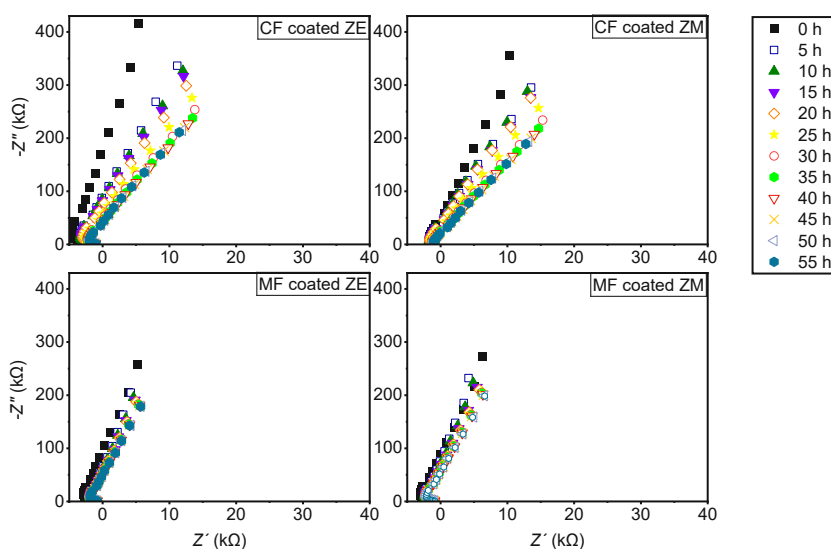 CF coated ZE
CF coated ZM
0 h
5 h
10 h
15 h
20 h
25 h
30 h
35 h
40 h
45 h
50 h
55 h
400
300
200
100
0
-Z″ (kΩ)
0 10 20 30 40
400
300
200
100
0
0 10 20 30 40
MF coated ZE
MF coated ZM
400
300
200
100
0
-Z″ (kΩ)
0 10 20 30 40
Z´ (kΩ)
400
300
200
100
0
0 10 20 30 40
Z´ (kΩ)